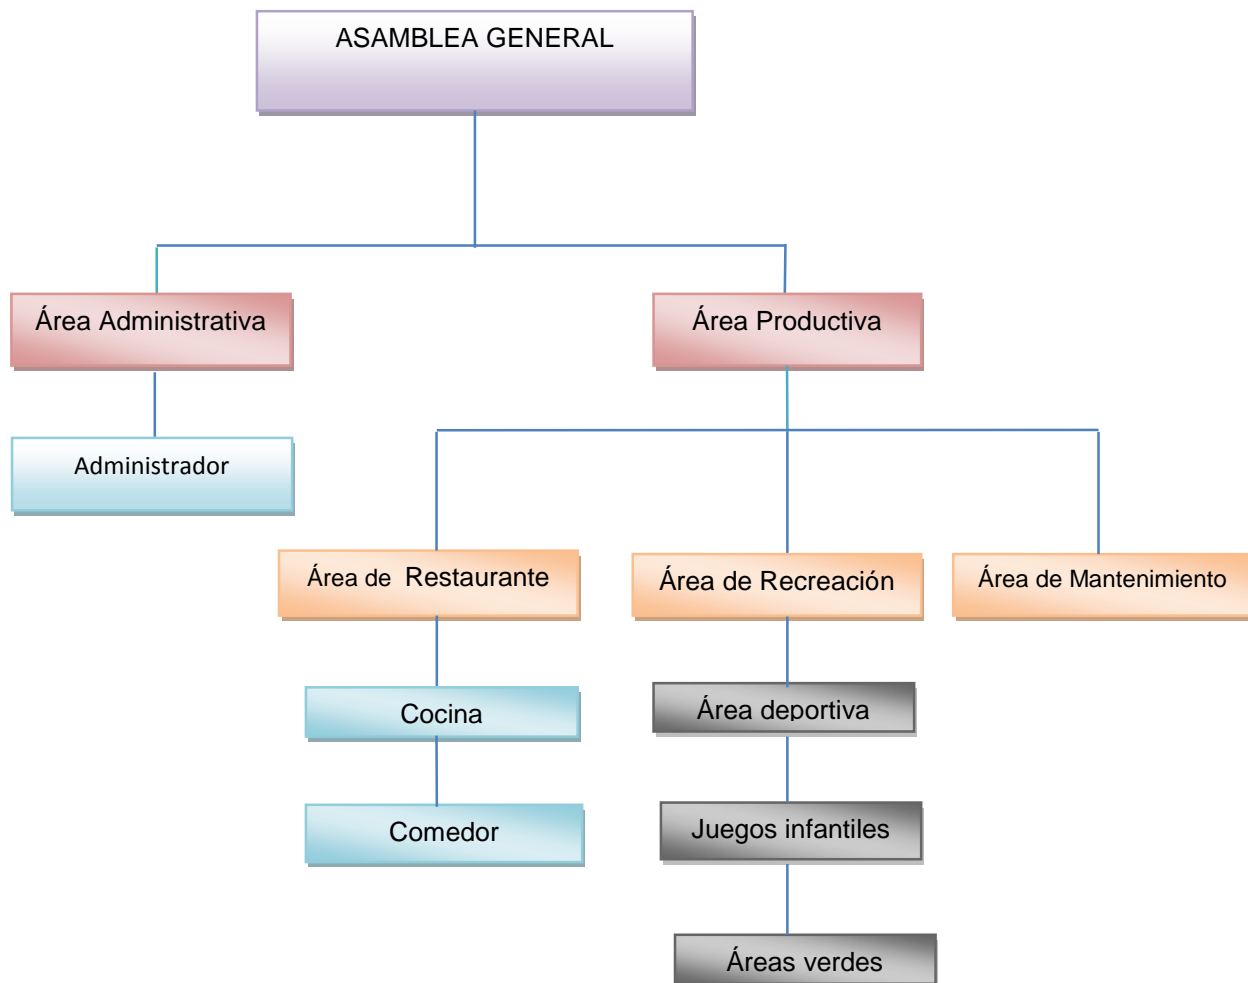 ASAMBLEA GENERAL
Área Administrativa
Área Productiva
Administrador
Área de Restaurante
Área de Recreación
Área de Mantenimiento
Cocina
Área deportiva
Comedor
Juegos infantiles
Áreas verdes